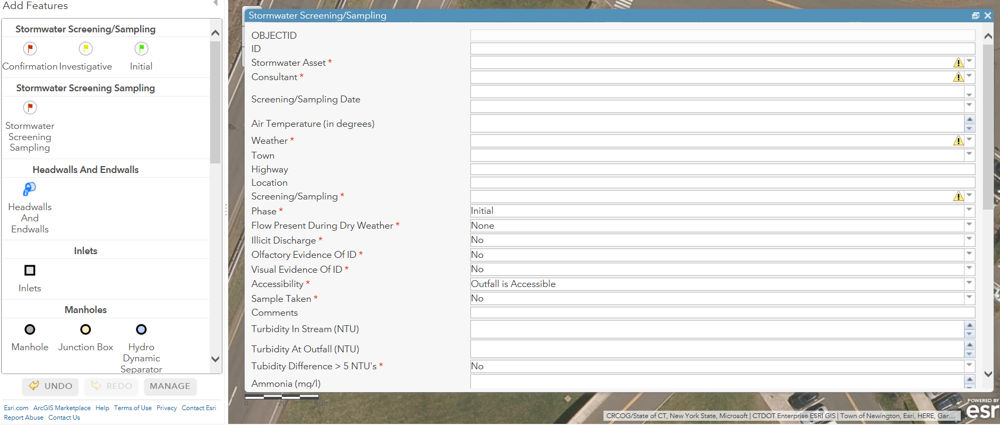 Add Features
Stormwater Screening/Sampling
Confirmation Investigative Initial
Stormwater Screening Sampling
Stormwater
Screening
Sampling
Headwalls And Endwalls
Headwalls
And
Endwalls
Inlets
Inlets
Manholes
Manhole Junction Box Hydro
Dynamic
Separator
UNDO REDO MANAGE
Esri.com . ArcGIS Marketplace . Help . Terms of Use . Privacy . Contact Esri .
Report Abuse . Contact Us
Stormwater Screening/Sampling
OBJECTID
ID
Stormwater Asset *
Consultant *
Screening/Sampling Date
Air Temperature (in degrees)
Weather *
Town
Highway
Location
Screening/Sampling *
Phase * Initial
Flow Present During Dry Weather * None
Illicit Discharge * No
Olfactory Evidence Of ID * No
Visual Evidence Of ID * No
Accessibility * Outfall is Accessible
Sample Taken * No
Comments
Turbidity In Stream (NTU)
Turbidity At Outfall (NTU)
Tubidity Difference > 5 NTU's * No
Ammonia (mg/l)
0 20
CRCOG/State of CT, New York State, Microsoft | CTDOT Enterprise ESRI GIS | Town of Newington, Esri, HERE, Gar...
POWERED BY
esr